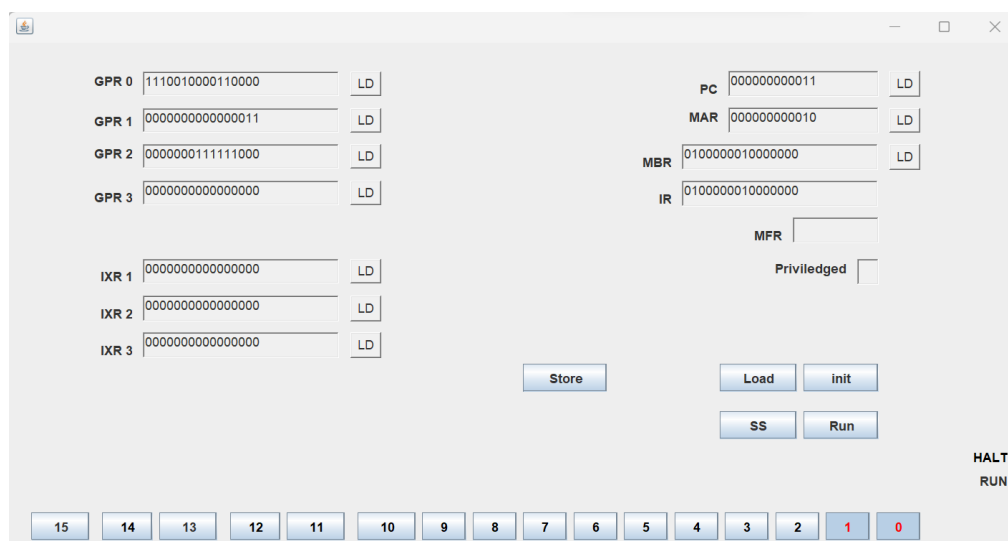 GPR 0 1110010000110000 LD PC 000000000011 LD
GPR 1 0000000000000011 LD MAR 000000000010 LD
GPR 2 0000000111111000 LD MBR 0100000010000000 LD
GPR 3 0000000000000000 LD IR 0100000010000000
MFR
IXR 1 0000000000000000 LD Priviledged
IXR 2 0000000000000000 LD
IXR 3 0000000000000000 LD
Store Load init
SS Run
HALT
RUN
15 14 13 12 11 10 9 8 7 6 5 4 3 2 1 0